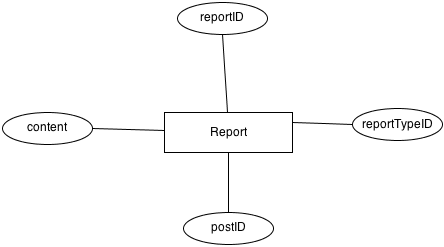 reportID
content
reportTypeID
Report
postID